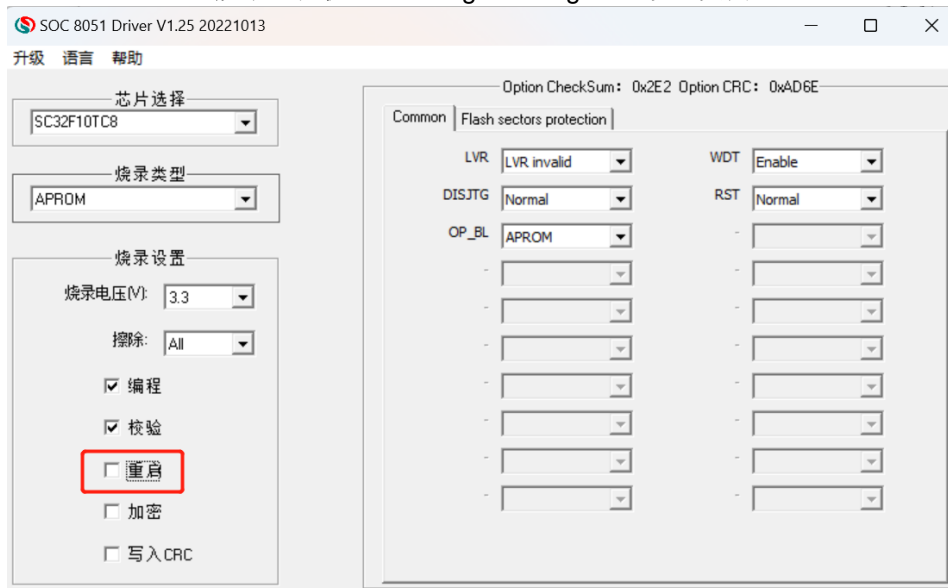 SOC 8051 Driver V1.25 20221013
升级 语言 帮助
芯片选择
SC32F10TC8
烧录类型
APROM
烧录设置
烧录电压(V): 3.3
擦除: All
编程
校验
重启
加密
写入CRC
Option CheckSum: 0x2E2 Option CRC: 0xAD6E
Common Flash sectors protection
LVR LVR invalid WDT Enable
DISJTG Normal RST Normal
OP_BL APROM -
- -
- -
- -
- -
- -
- -
- -